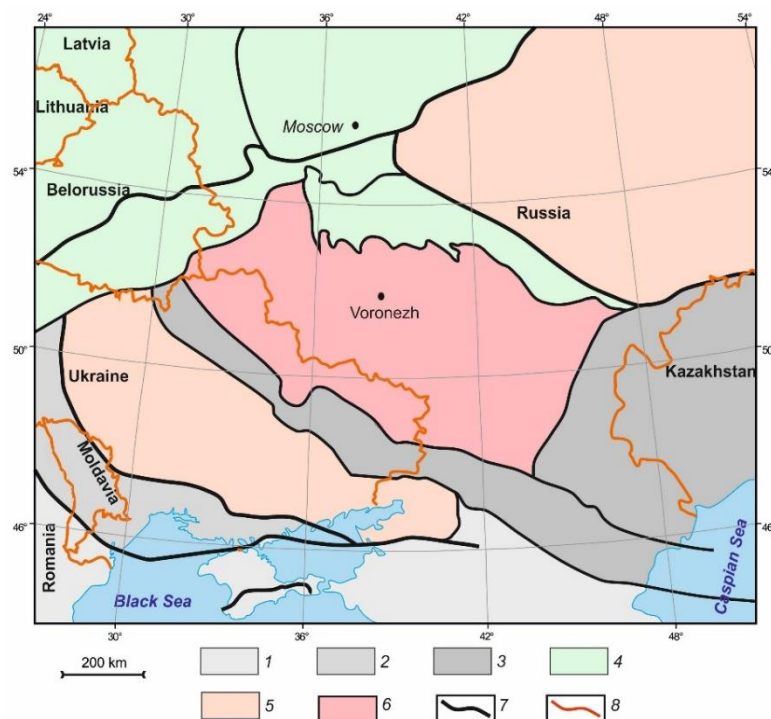 24° 30° 36° 42° 48° 54°
Latvia
Lithuania
Moscow
54° 54°
Belorussia
Russia
Voronezh
50° 50°
Ukraine
Kazakhstan
Moldavia
46° 46°
Romania
Black Sea
Caspian Sea
30° 36° 42° 48°
200 km
1 2 3 4
5 6 7 8